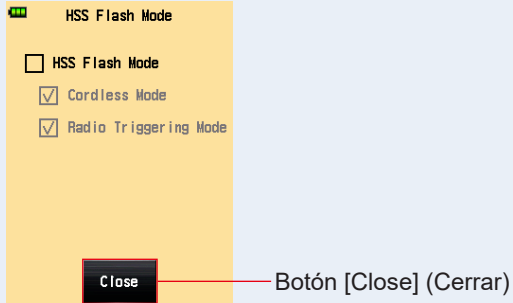 HSS Flash Mode
HSS Flash Mode
Cordless Mode
Radio Triggering Mode
Close
Botón [Close] (Cerrar)